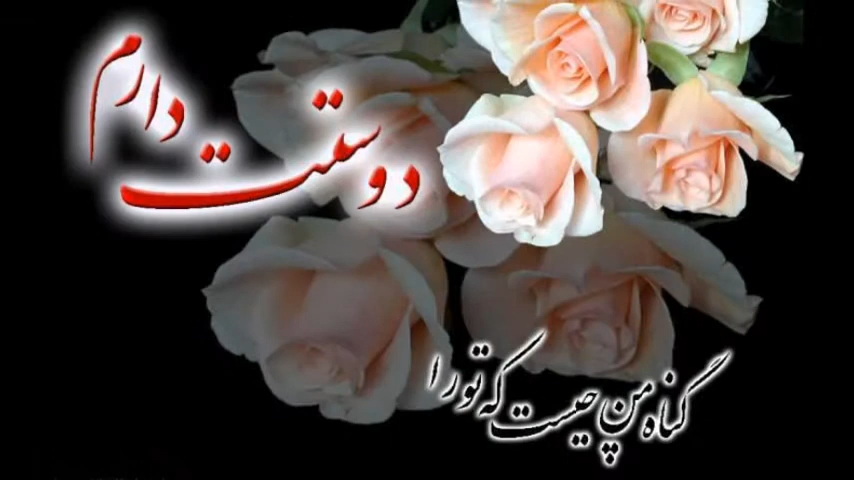 دوستت دارم
گناه من چیست که تو را